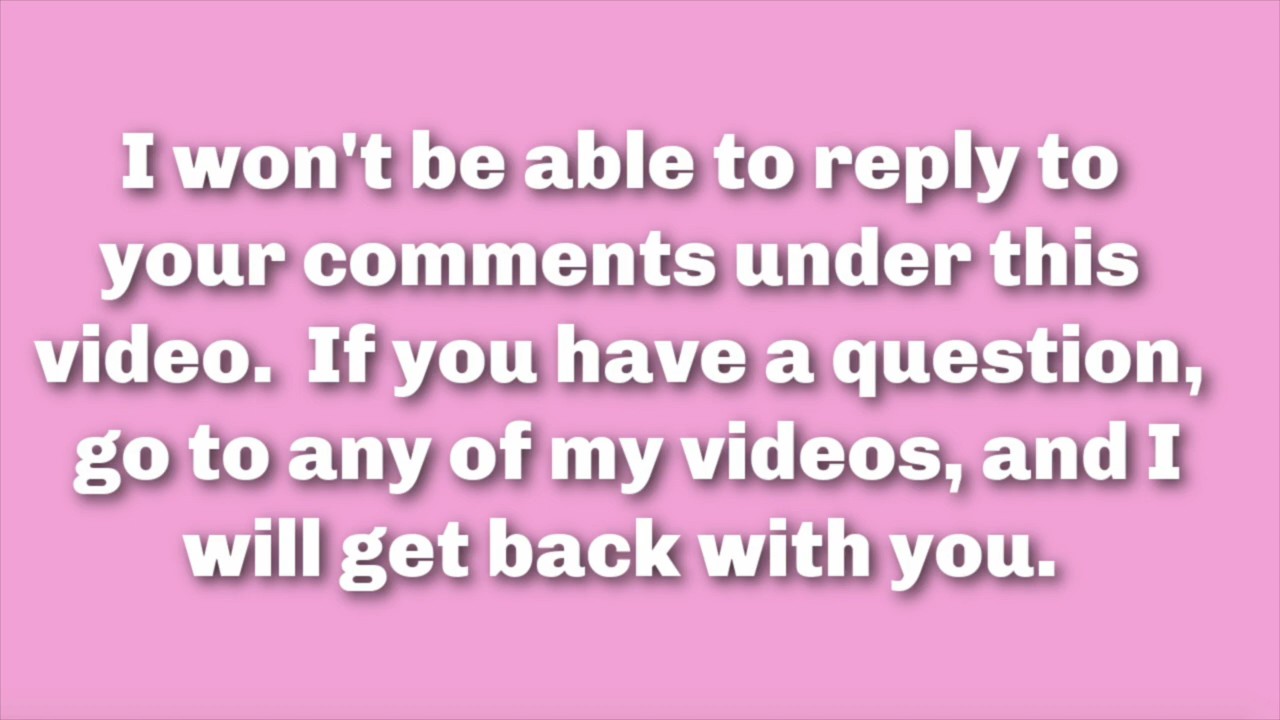 I won't be able to reply to
your comments under this
video.  If you have a question,
go to any of my videos, and I
will get back with you.